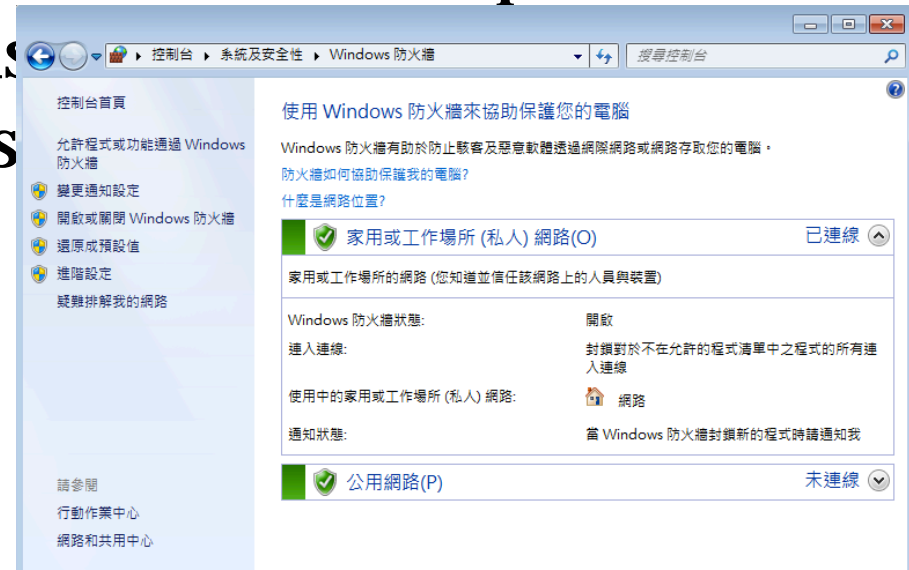 控制台 ▸ 系統及安全性 ▸ Windows 防火牆
搜尋控制台
控制台首頁
允許程式或功能通過 Windows
防火牆
變更通知設定
開啟或關閉 Windows 防火牆
還原成預設值
進階設定
疑難排解我的網路
請參閱
行動作業中心
網路和共用中心
使用 Windows 防火牆來協助保護您的電腦
Windows 防火牆有助於防止駭客及惡意軟體透過網際網路或網路存取您的電腦。
防火牆如何協助保護我的電腦?
什麼是網路位置?
家用或工作場所 (私人) 網路(O) 已連線
家用或工作場所的網路 (您知道並信任該網路上的人員與裝置)
Windows 防火牆狀態: 開啟
連入連線: 封鎖對於不在允許的程式清單中之程式的所有連
入連線
使用中的家用或工作場所 (私人) 網路: 網路
通知狀態: 當 Windows 防火牆封鎖新的程式時請通知我
公用網路(P) 未連線